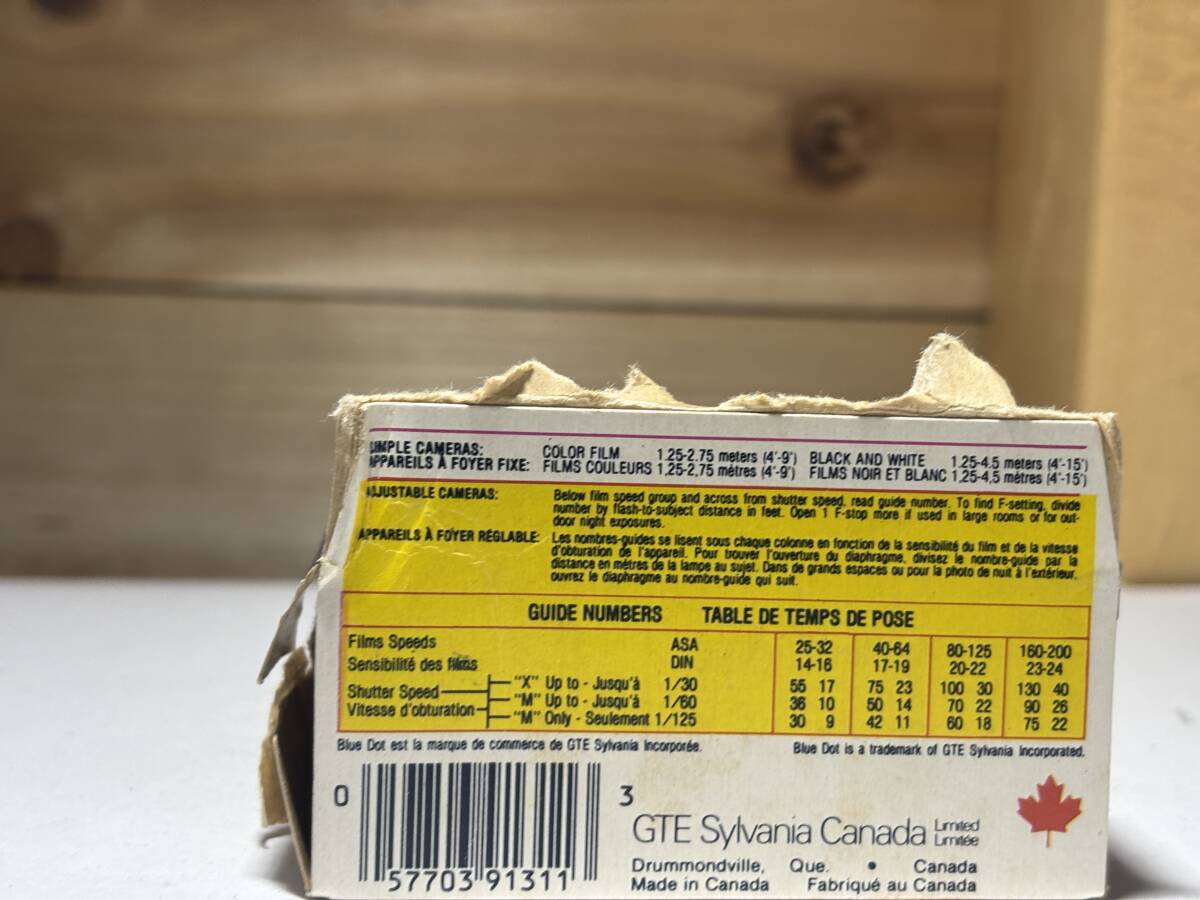 SIMPLE CAMERAS: COLOR FILM 1.25-2.75 meters (4'-9') BLACK AND WHITE 1.25-4.5 meters (4'-15')
APPAREILS À FOYER FIXE: FILMS COULEURS 1,25-2,75 mètres (4'-9') FILMS NOIR ET BLANC 1,25-4,5 mètres (4'-15')
ADJUSTABLE CAMERAS: Below film speed group and across from shutter speed, read guide number. To find F-setting, divide
number by flash-to-subject distance in feet. Open 1 F-stop more if used in large rooms or for out-
door night exposures.
APPAREILS À FOYER RÉGLABLE: Les nombres-guides se lisent sous chaque colonne en fonction de la sensibilité du film et de la vitesse
d'obturation de l'appareil. Pour trouver l'ouverture du diaphragme, divisez le nombre-guide par la
distance en mètres de la lampe au sujet. Dans de grands espaces ou pour la photo de nuit à l'extérieur,
ouvrez le diaphragme au nombre-guide qui suit.
GUIDE NUMBERS TABLE DE TEMPS DE POSE
Films Speeds ASA 25-32 40-64 80-125 160-200
Sensibilité des films DIN 14-16 17-19 20-22 23-24
"X" Up to - Jusqu'à 1/30 55 17 75 23 100 30 130 40
Shutter Speed
"M" Up to - Jusqu'à 1/60 36 10 50 14 70 22 90 26
Vitesse d'obturation
"M" Only - Seulement 1/125 30 9 42 11 60 18 75 22
Blue Dot est la marque de commerce de GTE Sylvania Incorporée. Blue Dot is a trademark of GTE Sylvania Incorporated.
0 57703 91311 3
GTE Sylvania Canada Limited
Limitée
Drummondville, Que. • Canada
Made in Canada Fabriqué au Canada